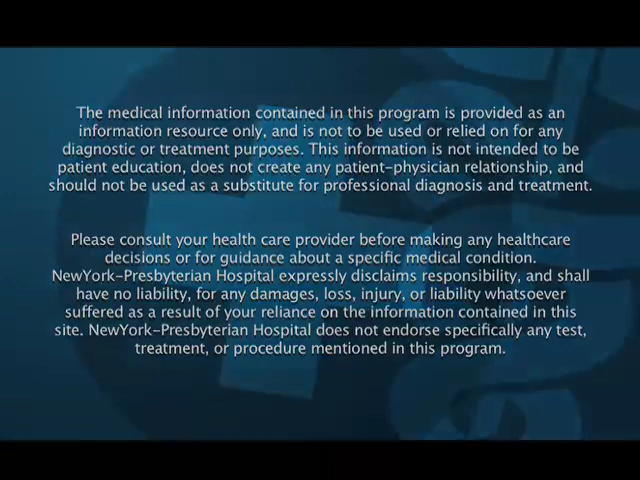 The medical information contained in this program is provided as an
information resource only, and is not to be used or relied on for any
diagnostic or treatment purposes. This information is not intended to be
patient education, does not create any patient-physician relationship, and
should not be used as a substitute for professional diagnosis and treatment.
Please consult your health care provider before making any healthcare
decisions or for guidance about a specific medical condition.
NewYork-Presbyterian Hospital expressly disclaims responsibility, and shall
have no liability, for any damages, loss, injury, or liability whatsoever
suffered as a result of your reliance on the information contained in this
site. NewYork-Presbyterian Hospital does not endorse specifically any test,
treatment, or procedure mentioned in this program.